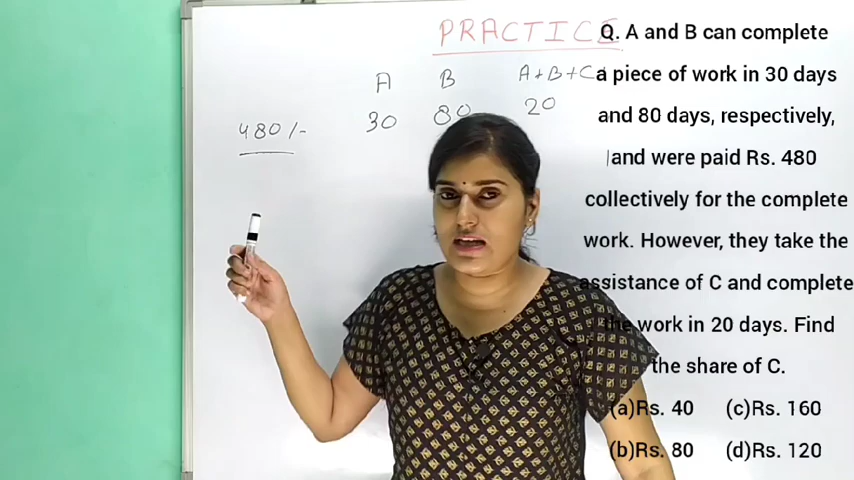 PRACTICE
A B A+B+C
30 80 20
480/-
Q. A and B can complete
a piece of work in 30 days
and 80 days, respectively,
and were paid Rs. 480
collectively for the complete
work. However, they take the
assistance of C and complete
the work in 20 days. Find
the share of C.
(a)Rs. 40 (c)Rs. 160
(b)Rs. 80 (d)Rs. 120